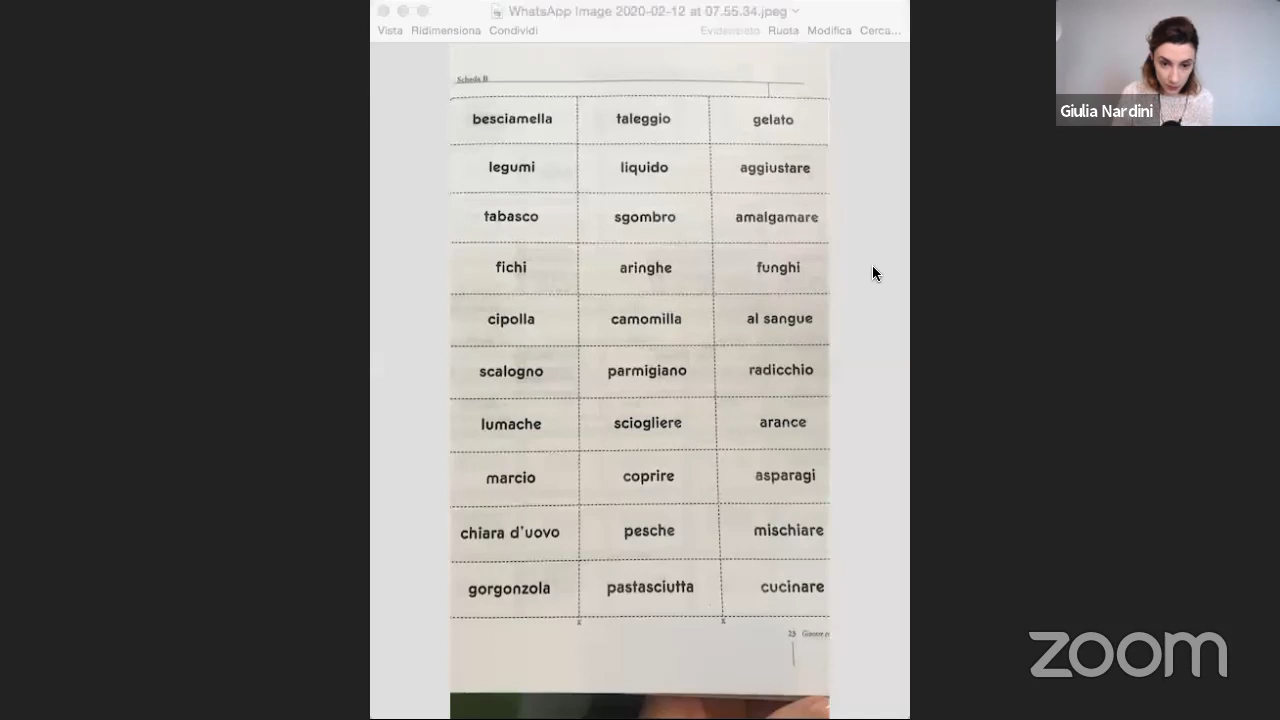 WhatsApp Image 2020-02-12 at 07.55.34.jpeg
Vista Ridimensiona Condividi Evidenziato Ruota Modifica Cerca...
Giulia Nardini
Scheda B
besciamella taleggio gelato
legumi liquido aggiustare
tabasco sgombro amalgamare
fichi aringhe funghi
cipolla camomilla al sangue
scalogno parmigiano radicchio
lumache sciogliere arance
marcio coprire asparagi
chiara d'uovo pesche mischiare
gorgonzola pastasciutta cucinare
zoom